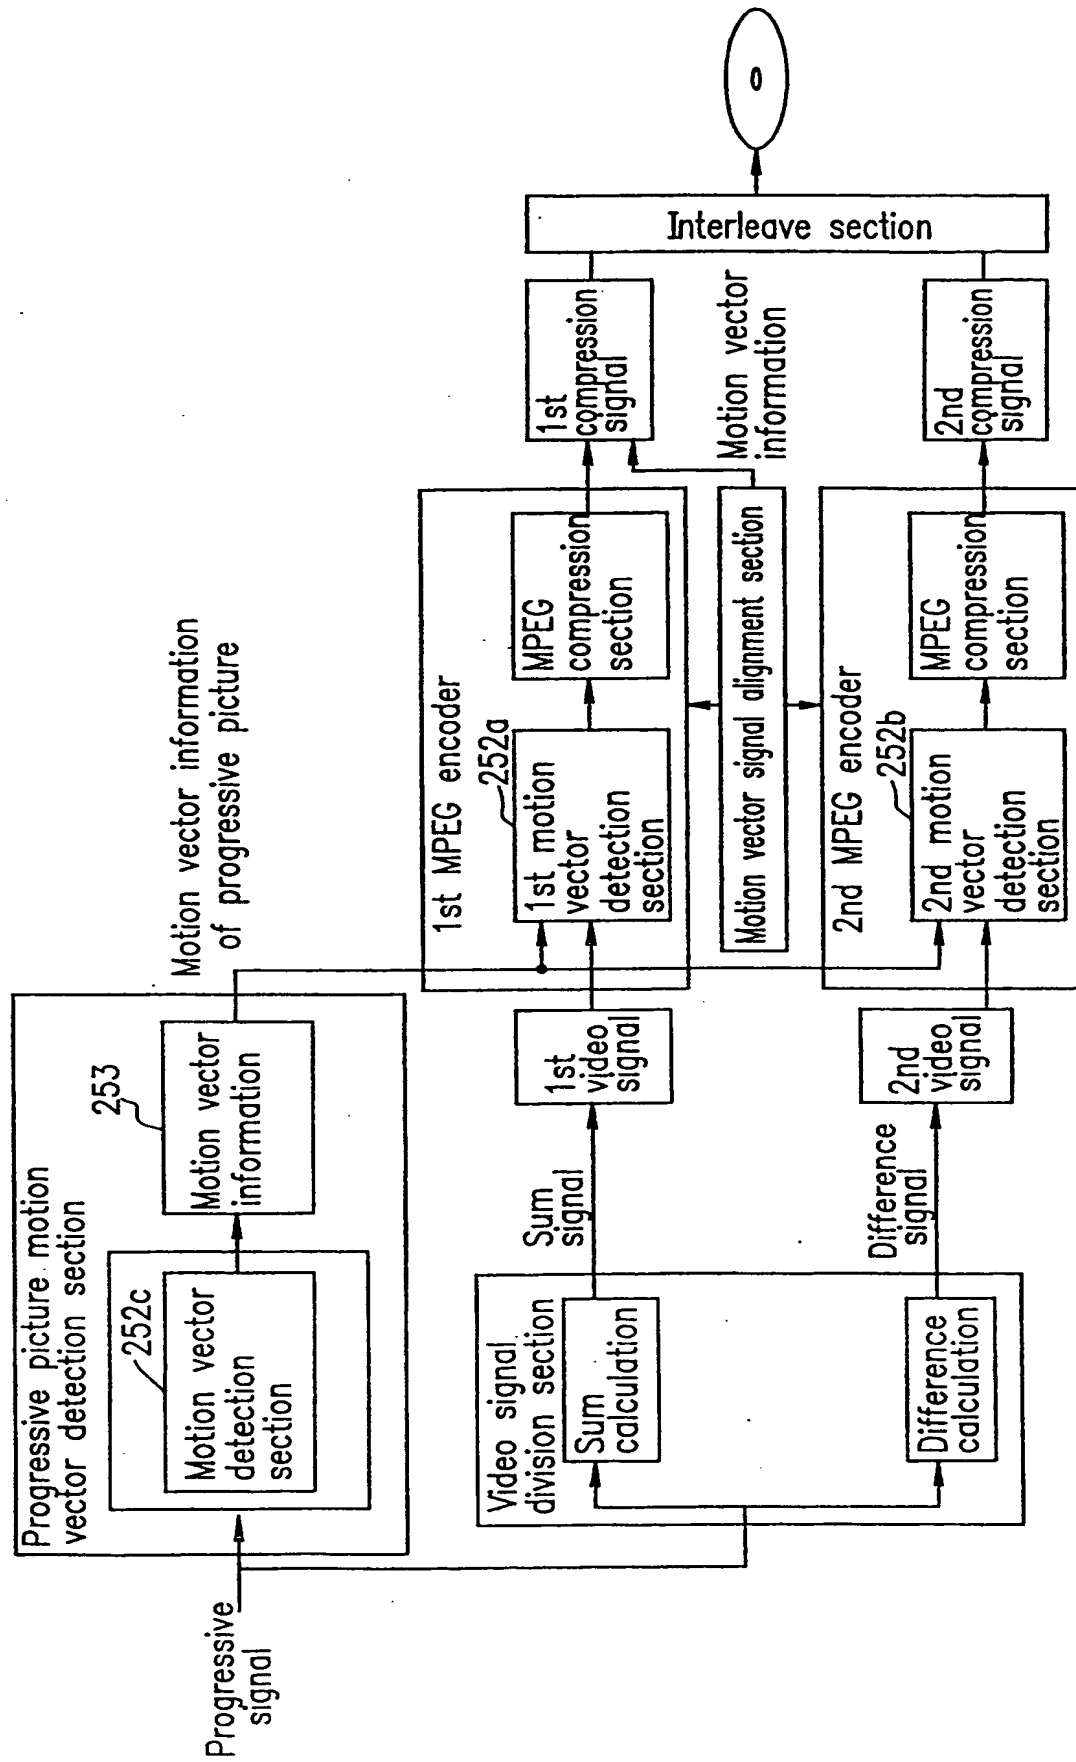 Progressive
signal
Progressive picture motion
vector detection section
252c
Motion vector
detection
section
253
Motion vector
information
Motion vector information
of progressive picture
Video signal
division section
Sum
calculation
Difference
calculation
Sum
signal
Difference
signal
1st
video
signal
2nd
video
signal
1st MPEG encoder
252a
1st motion
vector
detection
section
MPEG
compression
section
Motion vector signal alignment section
2nd MPEG encoder
252b
2nd motion
vector
detection
section
MPEG
compression
section
1st
compression
signal
Motion vector
information
2nd
compression
signal
Interleave section